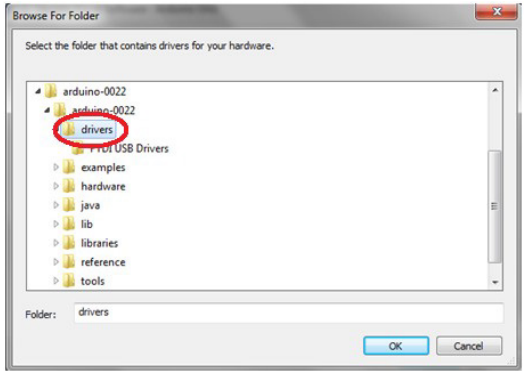 Browse For Folder
Select the folder that contains drivers for your hardware.
arduino-0022
arduino-0022
drivers
FTDI USB Drivers
examples
hardware
java
lib
libraries
reference
tools
Folder: drivers
OK Cancel